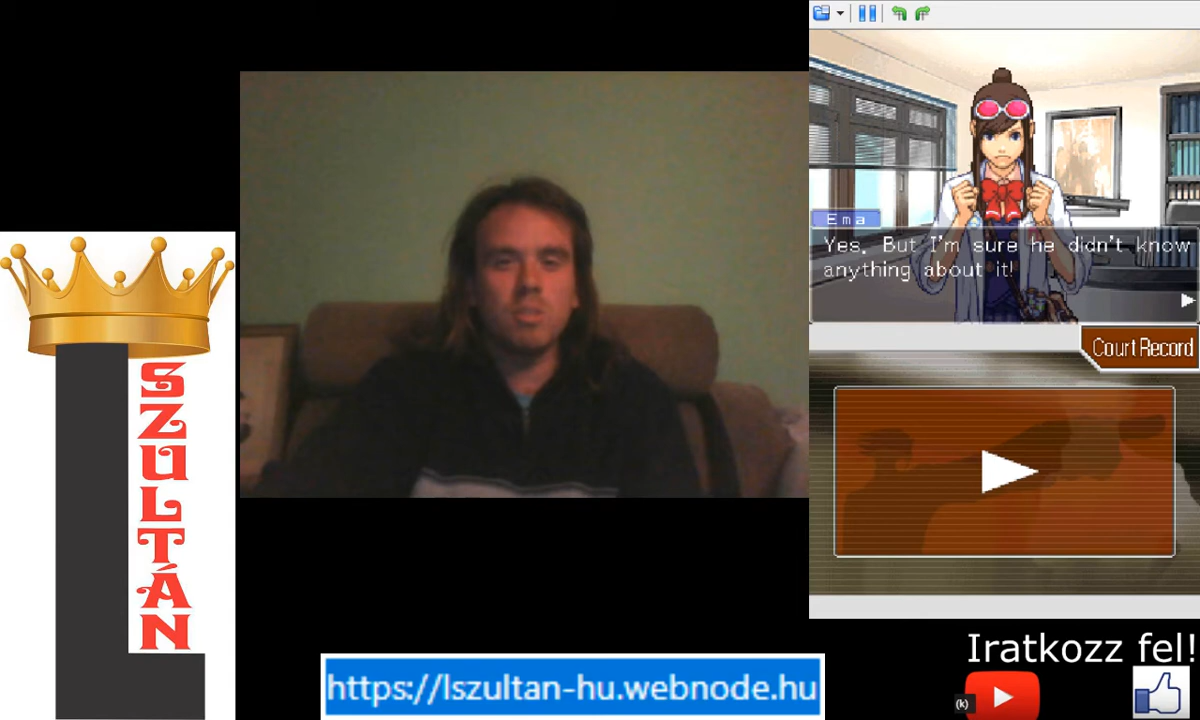 Ema
Yes. But I'm sure he didn't know
anything about it!
Court Record
SZULTÁN
L
https://lszultan-hu.webnode.hu
Iratkozz fel!
(k)